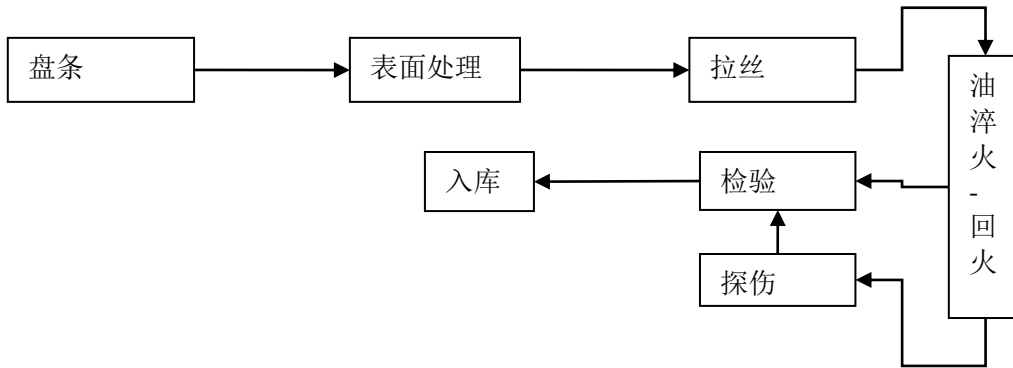 盘条
表面处理
拉丝
油
淬
火
-
回
火
入库
检验
探伤